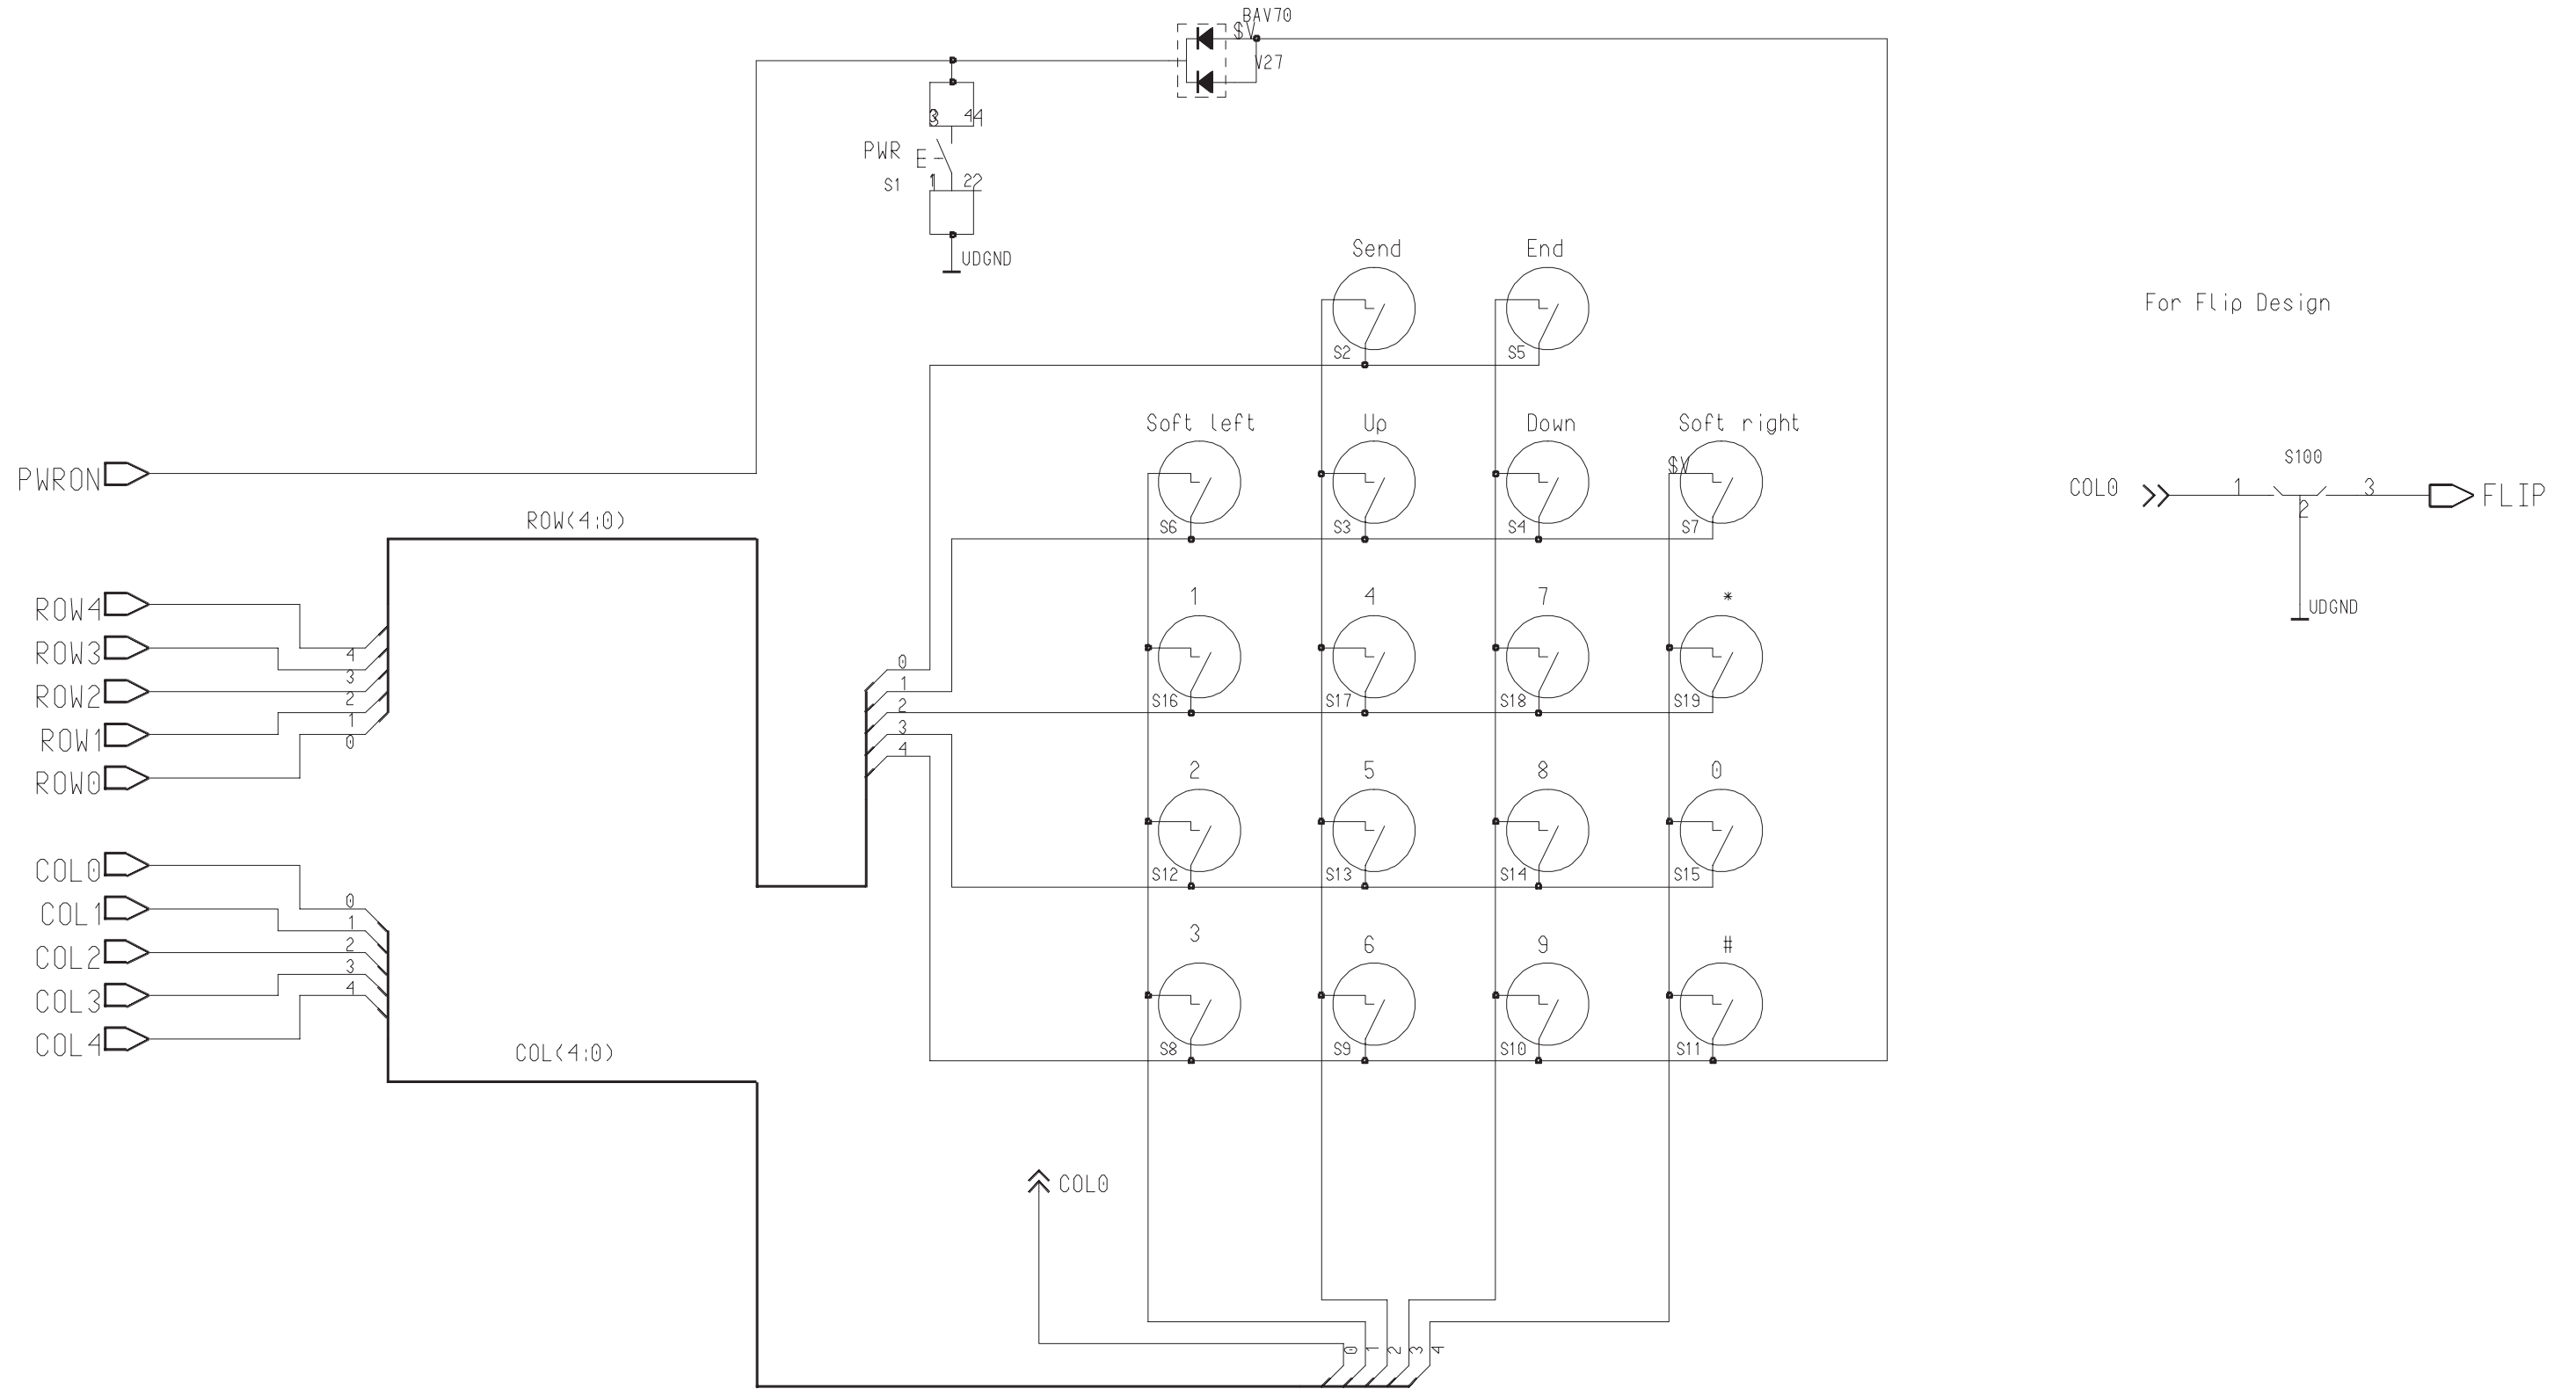 BAV70
$V
V27
3 44
PWR
E
S1
1 22
UDGND
Send End
S2 S5
For Flip Design
Soft left Up Down Soft right
$V
S6 S3 S4 S7
PWRON
S100
COL0 1 2 3 FLIP
UDGND
ROW(4:0)
1 4 7 *
S16 S17 S18 S19
ROW4
ROW3
ROW2
ROW1
ROW0
4
3
2
1
0
0
1
2
3
4
2 5 8 0
S12 S13 S14 S15
COL0
COL1
COL2
COL3
COL4
0
1
2
3
4
3 6 9 #
S8 S9 S10 S11
COL(4:0)
COL0
0 1 2 3 4